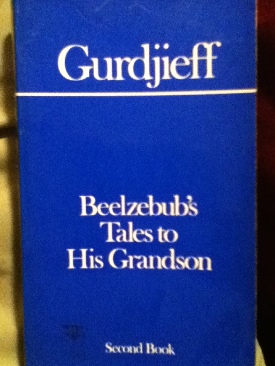 Gurdjieff
Beelzebub's
Tales to
His Grandson
Second Book